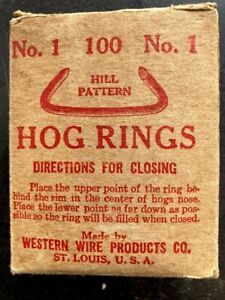 No. 1 100 No. 1
HILL
PATTERN
HOG RINGS
DIRECTIONS FOR CLOSING
Place the upper point of the ring be-
hind the rim in the center of hogs nose.
Place the lower point as far down as pos-
sible so the ring will be filled when closed.
Made by
WESTERN WIRE PRODUCTS CO.
ST. LOUIS, U. S. A.